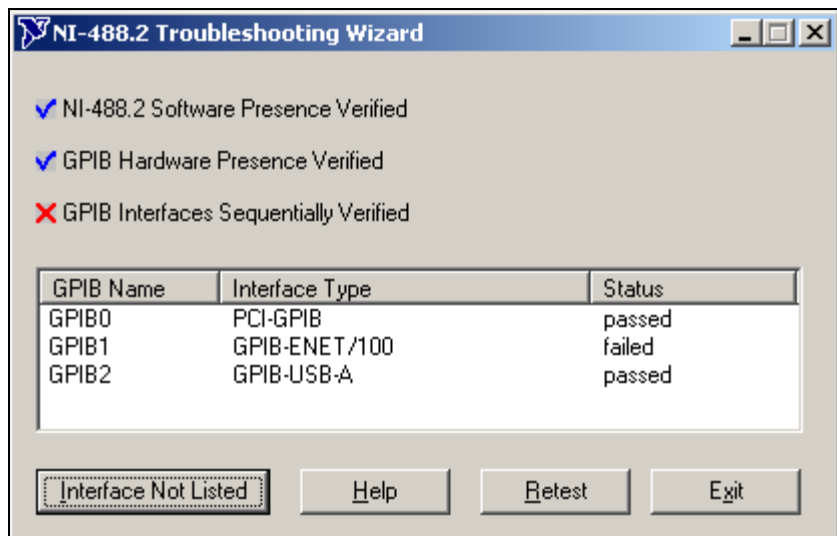 NI-488.2 Troubleshooting Wizard
NI-488.2 Software Presence Verified
GPIB Hardware Presence Verified
GPIB Interfaces Sequentially Verified
GPIB Name Interface Type Status
GPIB0 PCI-GPIB passed
GPIB1 GPIB-ENET/100 failed
GPIB2 GPIB-USB-A passed
Interface Not Listed Help Retest Exit